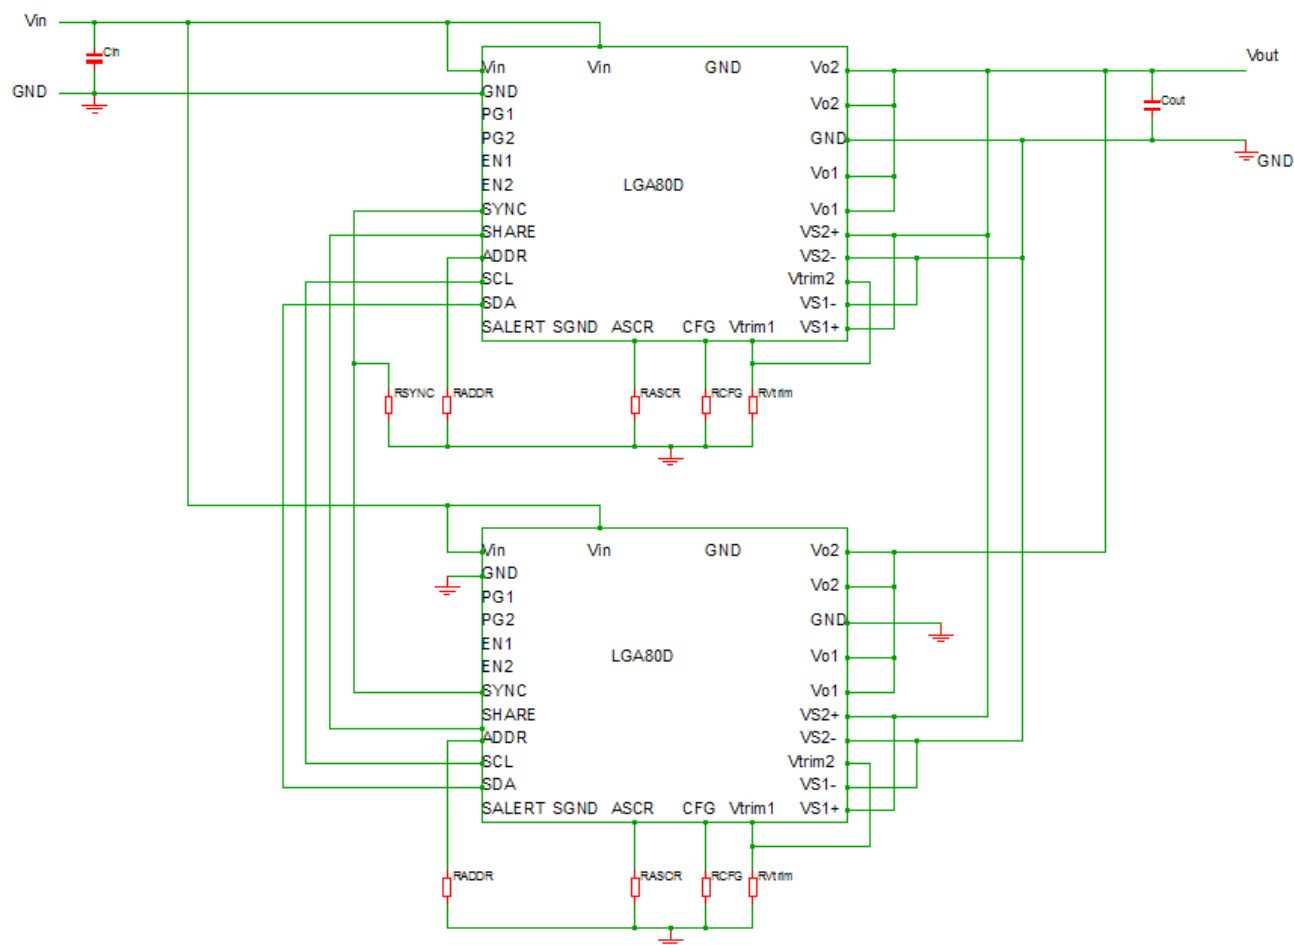 Vin
Cin
GND
Vin Vin GND Vo2
GND
PG1 Vo2
PG2 GND
EN1 Vo1
EN2 LGA80D
SYNC Vo1
SHARE VS2+
ADDR VS2-
SCL Vtrim2
SDA VS1-
SALERT SGND ASCR CFG Vtrim1 VS1+
Vout
Cout
GND
RSYNC RADDR RASCR RCFG RVtrim
Vin Vin GND Vo2
GND
PG1 Vo2
PG2 GND
EN1
EN2 LGA80D Vo1
SYNC Vo1
SHARE VS2+
ADDR VS2-
SCL Vtrim2
SDA VS1-
SALERT SGND ASCR CFG Vtrim1 VS1+
RADDR RASCR RCFG RVtrim